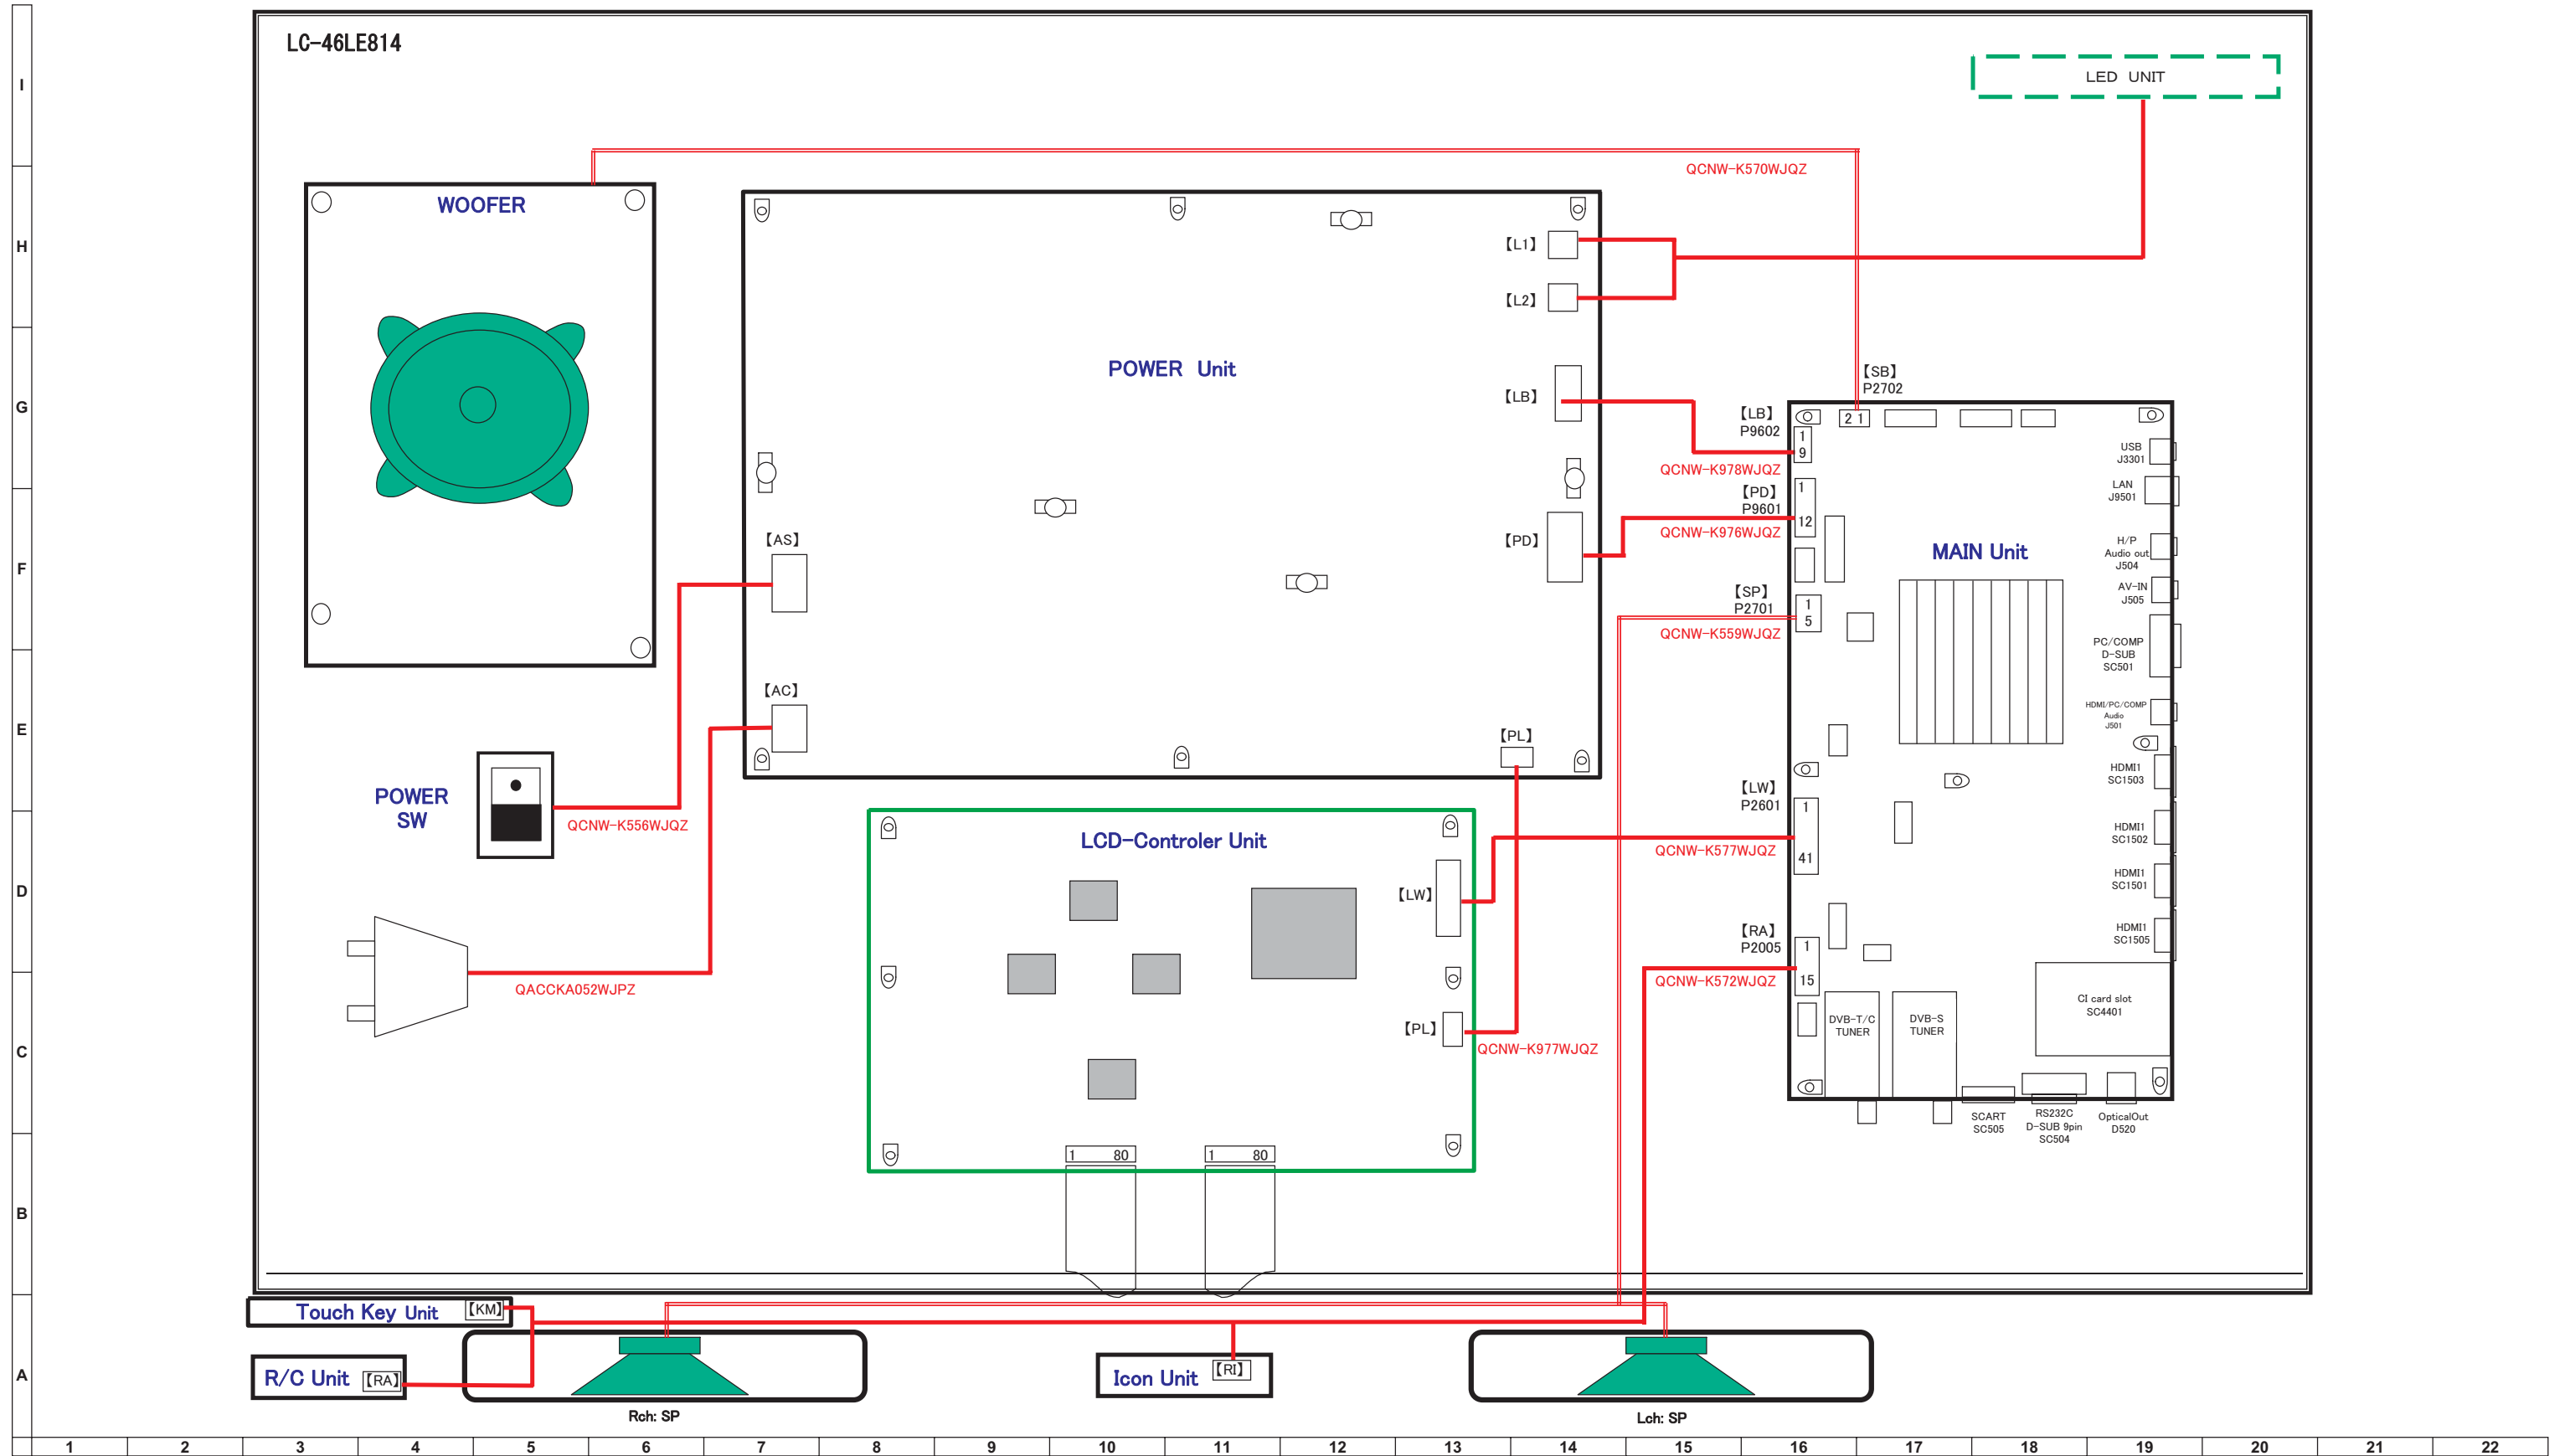 LC-46LE814
LED UNIT
I
QCNW-K570WJQZ
WOOFER
H
【L1】
【L2】
POWER Unit
【SB】
P2702
G
【LB】
【LB】
P9602
2 1
1
9
USB
J3301
QCNW-K978WJQZ
LAN
J9501
【PD】
P9601
1
12
QCNW-K976WJQZ
【AS】
【PD】
H/P
Audio out
J504
MAIN Unit
F
AV-IN
J505
【SP】
P2701
1
5
QCNW-K559WJQZ
PC/COMP
D-SUB
SC501
【AC】
HDMI/PC/COMP
Audio
J501
E
【PL】
HDMI1
SC1503
POWER
SW
【LW】
P2601
1
41
QCNW-K556WJQZ
LCD-Controler Unit
QCNW-K577WJQZ
HDMI1
SC1502
D
【LW】
HDMI1
SC1501
【RA】
P2005
1
15
HDMI1
SC1505
QACCKA052WJPZ
QCNW-K572WJQZ
CI card slot
SC4401
DVB-T/C
TUNER
DVB-S
TUNER
【PL】
C
QCNW-K977WJQZ
SCART
SC505
RS232C
D-SUB 9pin
SC504
OpticalOut
D520
1 80
1 80
B
Touch Key Unit 【KM】
A
R/C Unit 【RA】
Icon Unit 【RI】
Rch: SP
Lch: SP
1 2 3 4 5 6 7 8 9 10 11 12 13 14 15 16 17 18 19 20 21 22